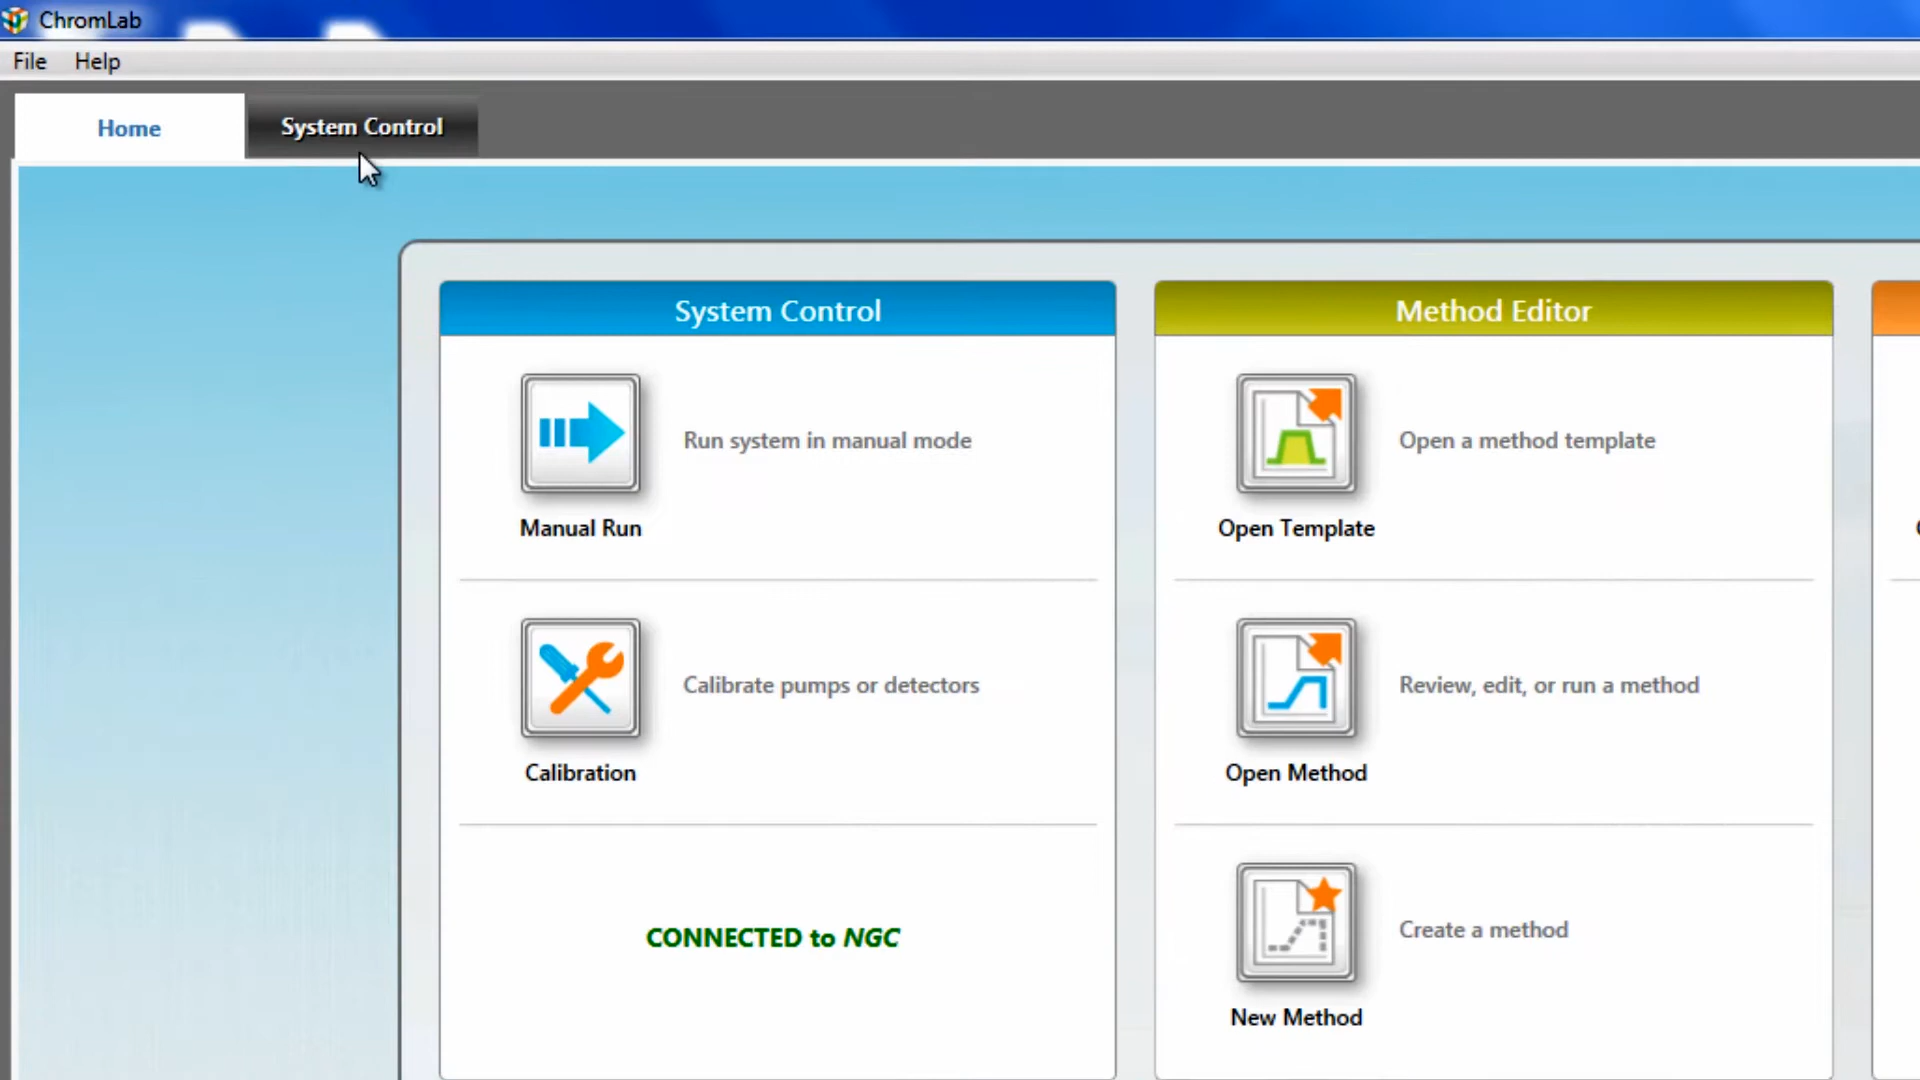 ChromLab
File Help
Home System Control
System Control
Run system in manual mode
Manual Run
Calibrate pumps or detectors
Calibration
CONNECTED to NGC
Method Editor
Open a method template
Open Template
Review, edit, or run a method
Open Method
Create a method
New Method